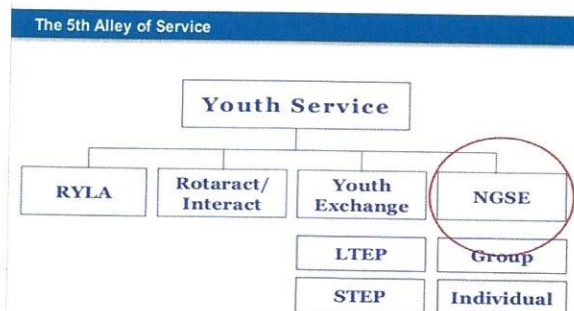 The 5th Alley of Service
Youth Service
RYLA
Rotaract/
Interact
Youth
Exchange
NGSE
LTEP
Group
STEP
Individual